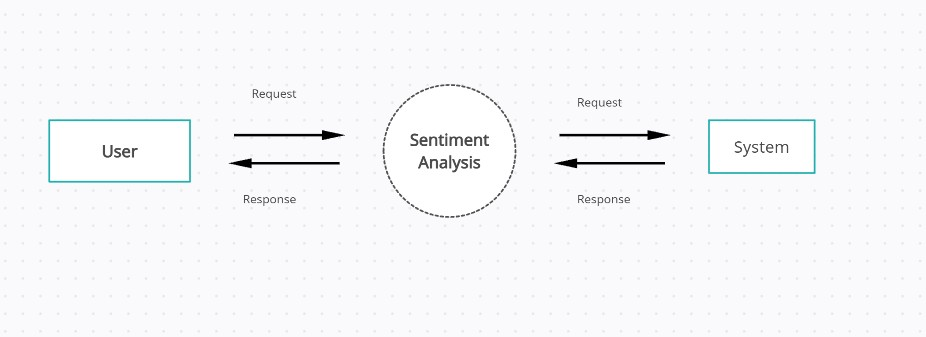 Request
Request
User
Sentiment
Analysis
System
Response
Response